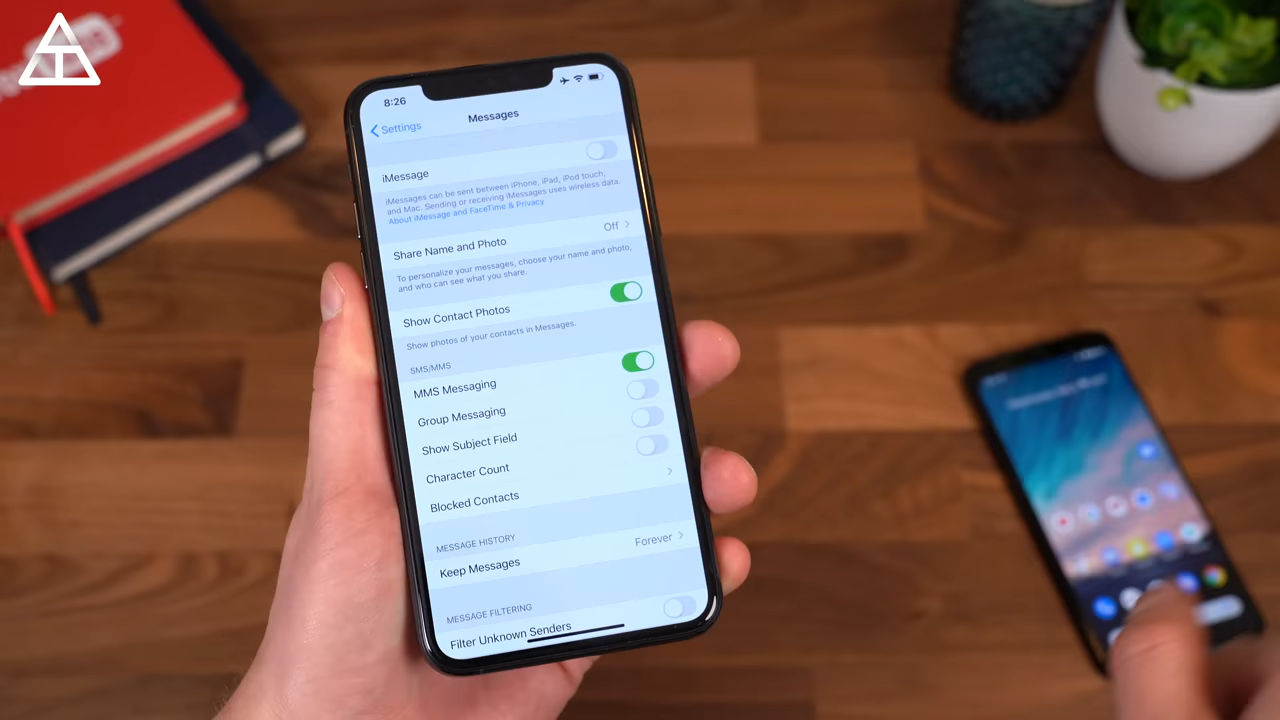 8:26
Settings
Messages
iMessage
iMessages can be sent between iPhone, iPad, iPod touch,
and Mac. Sending or receiving iMessages uses wireless data.
About iMessage and FaceTime & Privacy
Share Name and Photo Off
To personalize your messages, choose your name and photo,
and who can see what you share.
Show Contact Photos
Show photos of your contacts in Messages.
SMS/MMS
MMS Messaging
Group Messaging
Show Subject Field
Character Count
Blocked Contacts
MESSAGE HISTORY
Keep Messages Forever
MESSAGE FILTERING
Filter Unknown Senders